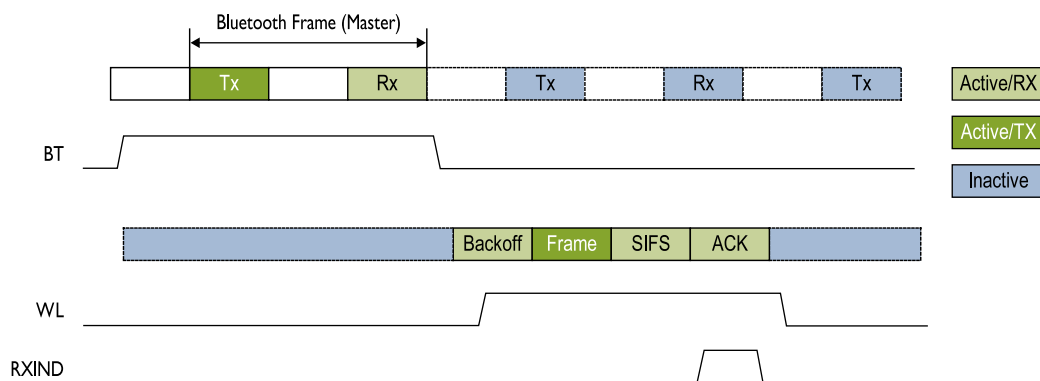 Bluetooth Frame (Master)
Tx Rx Tx Rx Tx
Active/RX
Active/TX
BT
Inactive
Backoff Frame SIFS ACK
WL
RXIND